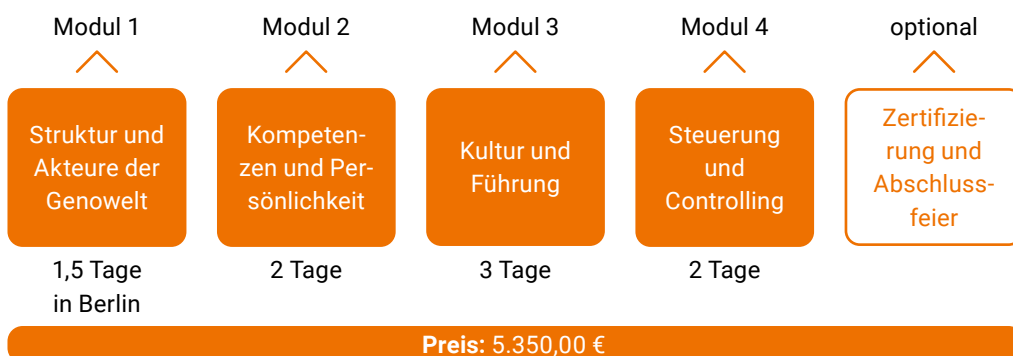 Modul 1
Modul 2
Modul 3
Modul 4
optional
Struktur und
Akteure der
Genowelt
Kompeten-
zen und Per-
sönlichkeit
Kultur und
Führung
Steuerung
und
Controlling
Zertifizie-
rung und
Abschluss-
feier
1,5 Tage
in Berlin
2 Tage
3 Tage
2 Tage
Preis: 5.350,00 €